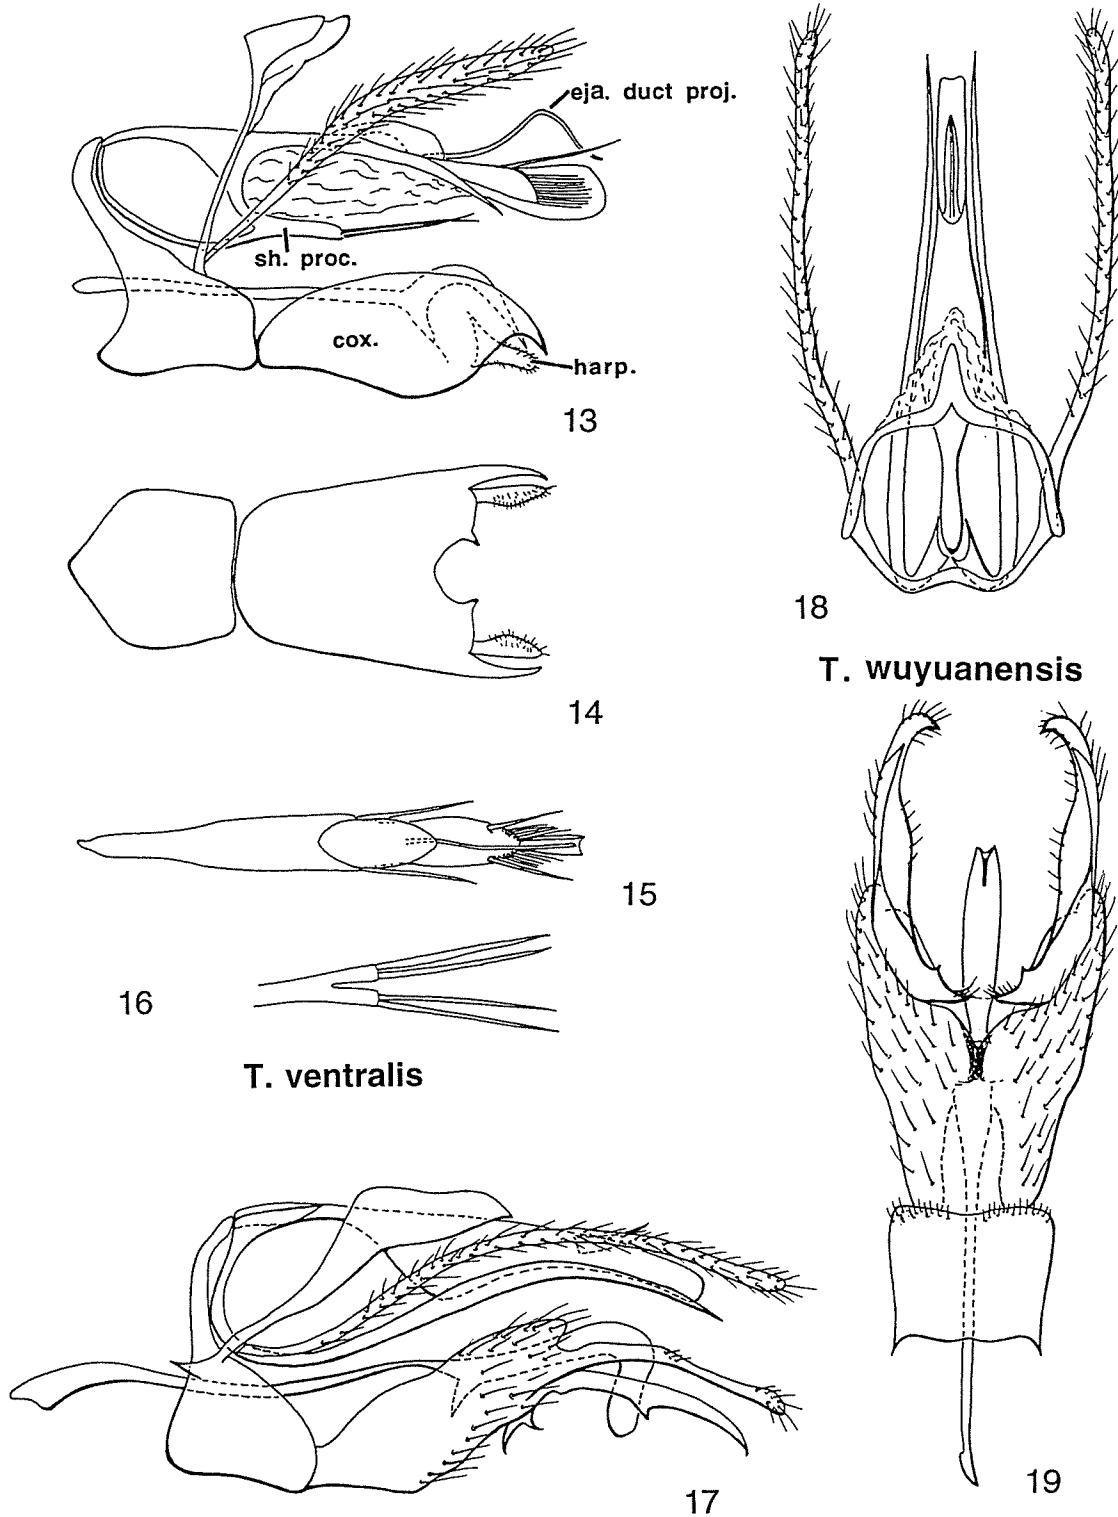 eja. duct proj.
sh. proc.
cox.
harp.
13
14
15
16
T. ventralis
17
18
T. wuyuanensis
19